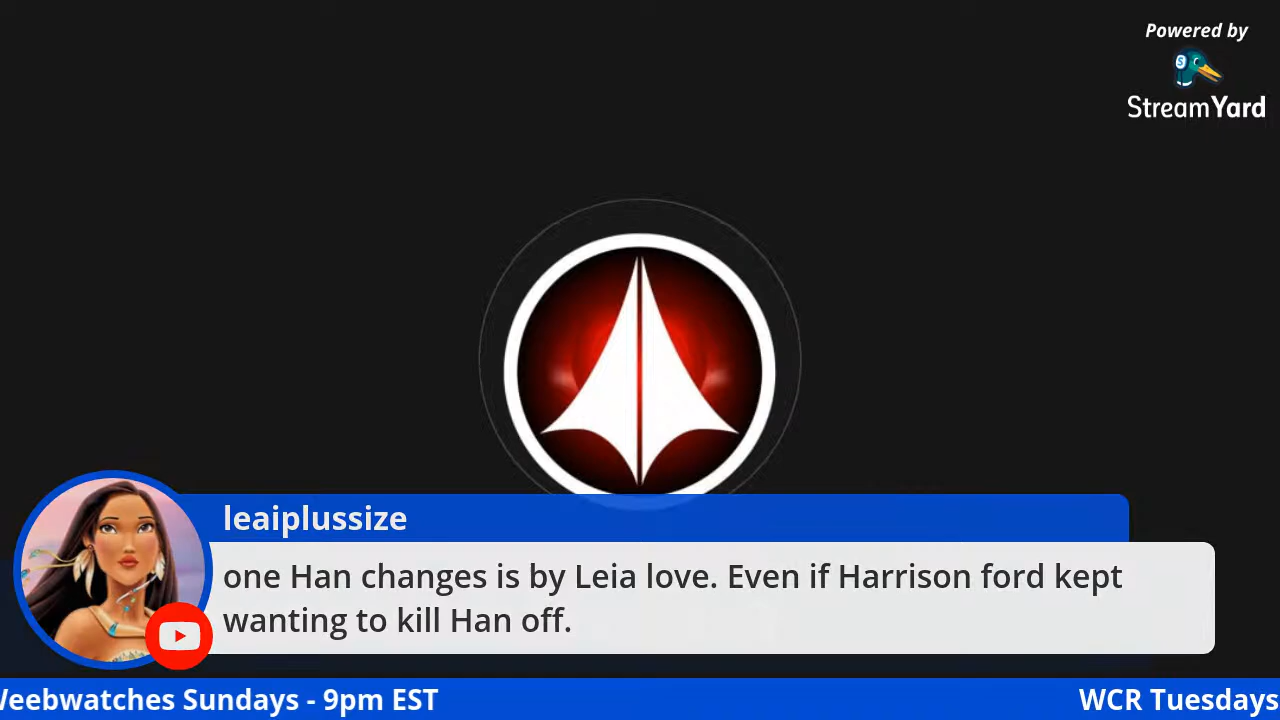 Powered by
StreamYard
leaiplussize
one Han changes is by Leia love. Even if Harrison ford kept
wanting to kill Han off.
Weebwatches Sundays - 9pm EST WCR Tuesdays